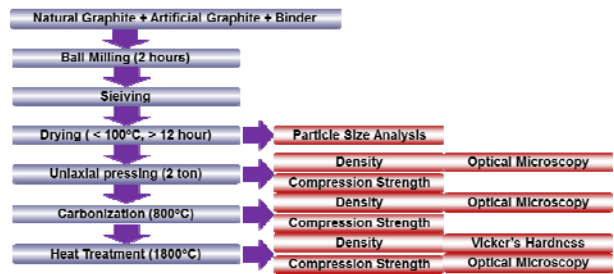 Natural Graphite + Artificial Graphite + Binder
Ball Milling (2 hours)
Sieiving
Drying ( < 100°C, > 12 hour)
Particle Size Analysis
Uniaxial pressing (2 ton)
Density
Optical Microscopy
Compression Strength
Carbonization (800°C)
Density
Optical Microscopy
Compression Strength
Heat Treatment (1800°C)
Density
Vicker's Hardness
Compression Strength
Optical Microscopy